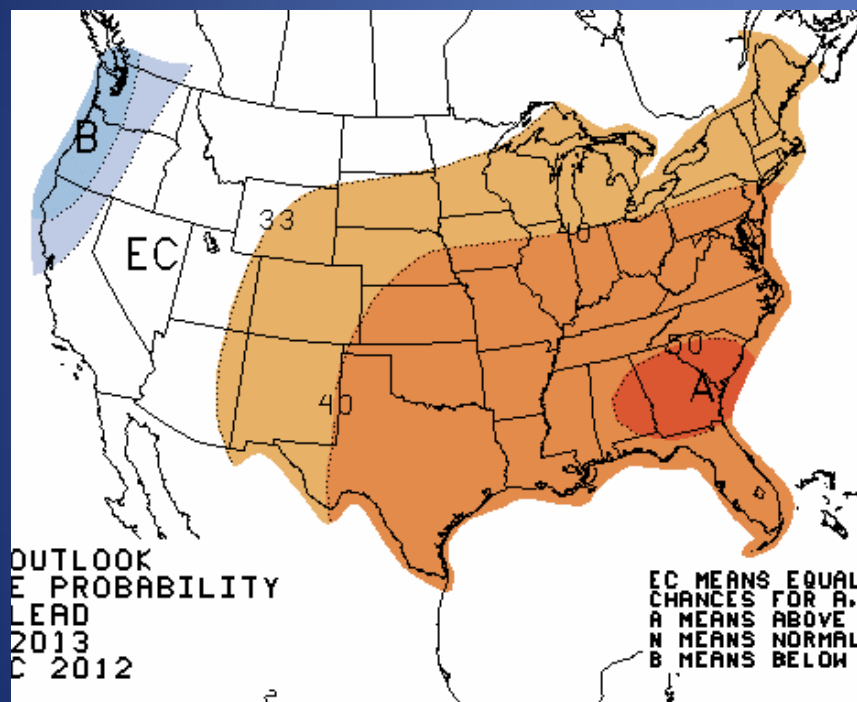 B
33
EC
40
50
A
40
OUTLOOK
E PROBABILITY
LEAD
2013
C 2012
EC MEANS EQUAL
CHANCES FOR A,
A MEANS ABOVE
N MEANS NORMAL
B MEANS BELOW